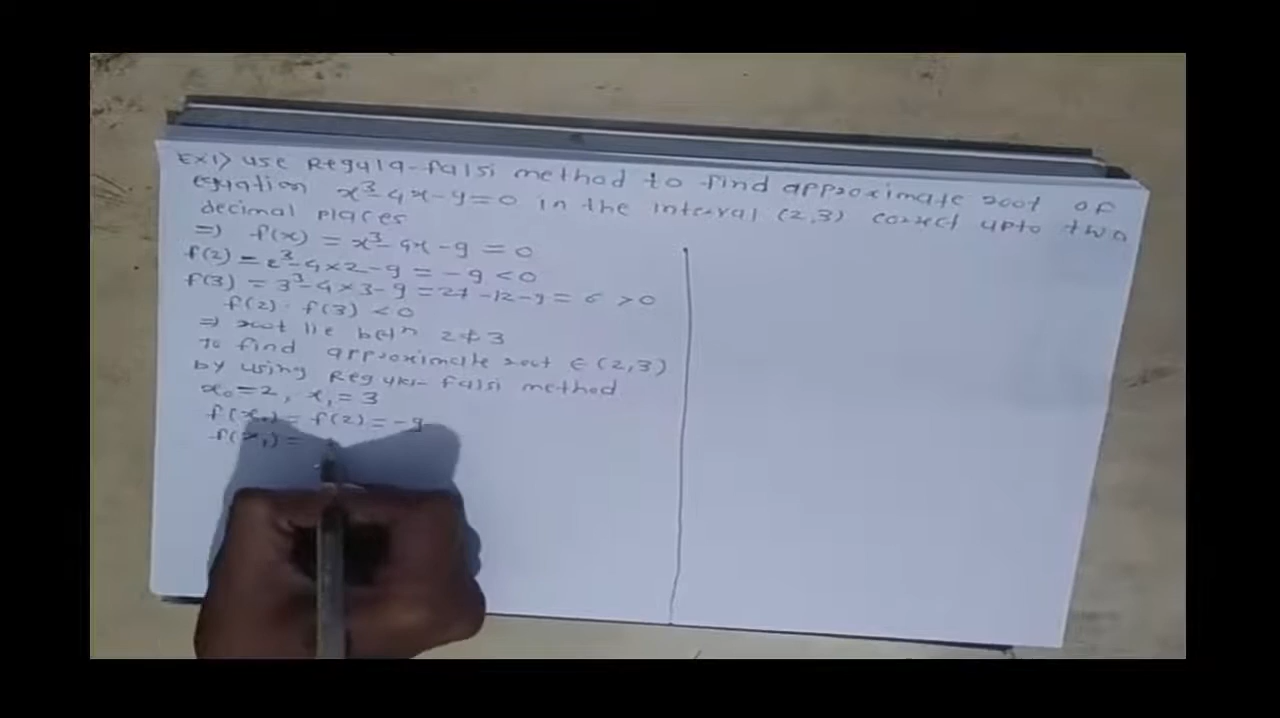 Ex1) use Regula-falsi method to find approximate root of
equation x³-4x-9=0 in the interval (2,3) correct upto two
decimal places
⇒ f(x) = x³-4x-9 = 0
f(2) = 2³-4×2-9 = -9 < 0
f(3) = 3³-4×3-9 = 27-12-9 = 6 > 0
f(2)·f(3) < 0
⇒ root lie betⁿ 2 & 3
To find approximate root ∈ (2,3)
by using Regula-falsi method
x₀=2, x₁=3
f(x₀) = f(2) = -9
f(x₁) =